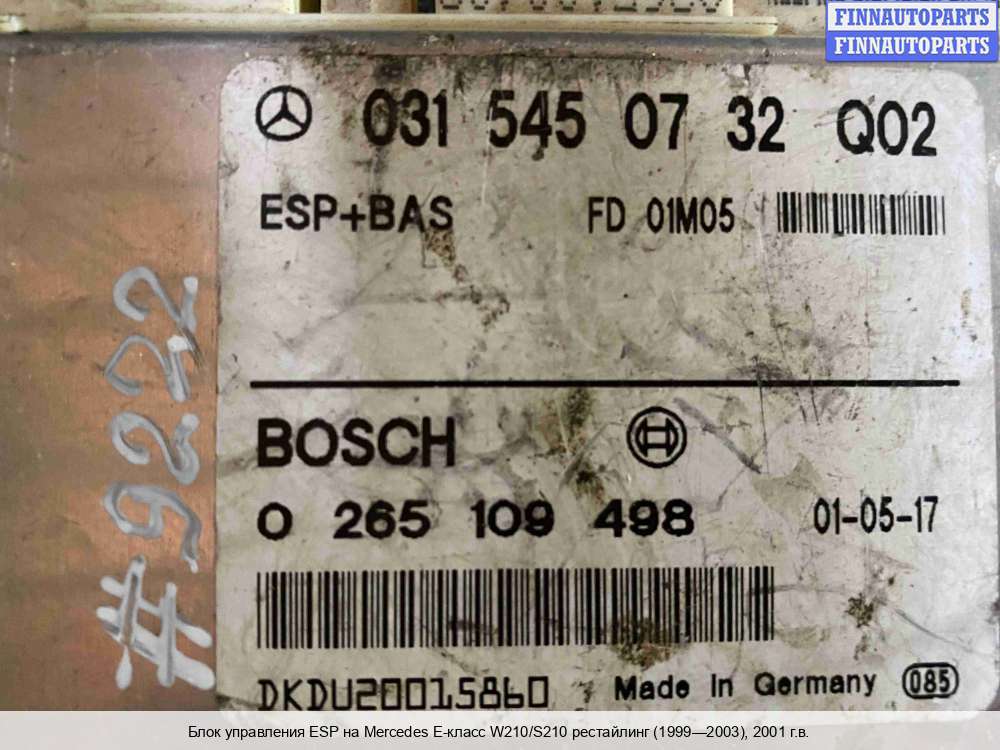 FINNAUTOPARTS
FINNAUTOPARTS
031 545 07 32 Q02
ESP+BAS FD 01M05
#9222
BOSCH
0 265 109 498 01-05-17
DKDU20015860 Made In Germany 085
Блок управления ESP на Mercedes E-класс W210/S210 рестайлинг (1999—2003), 2001 г.в.